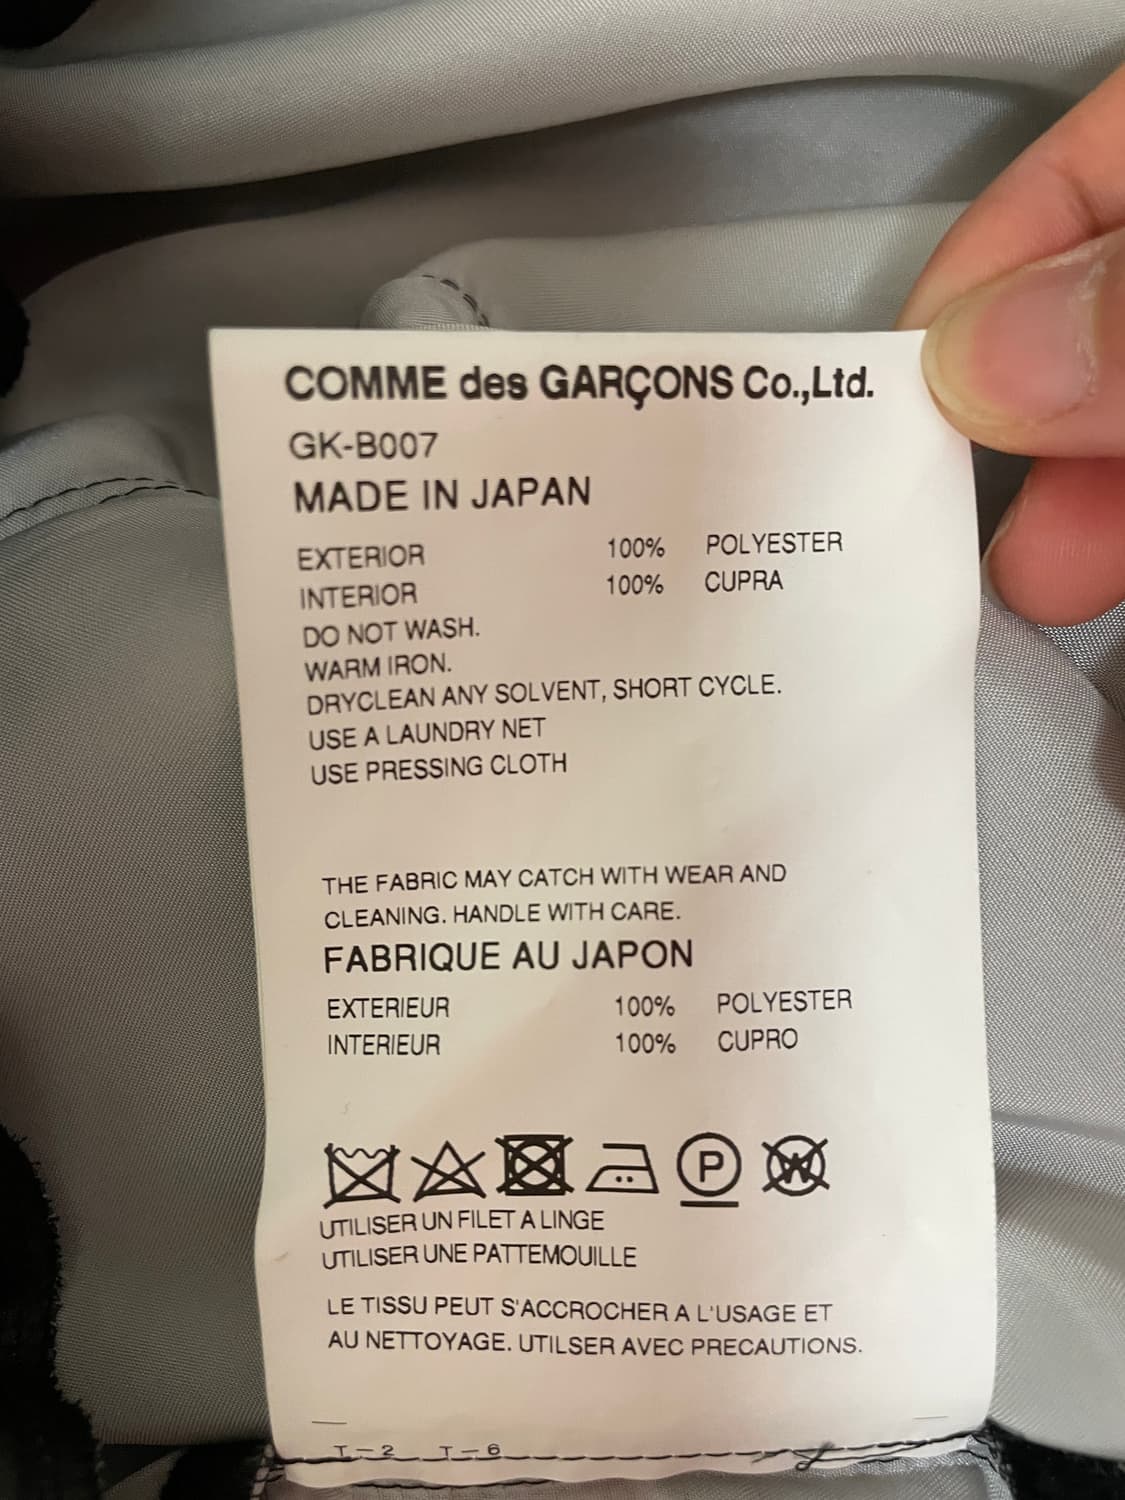 COMME des GARÇONS Co.,Ltd.
GK-B007
MADE IN JAPAN
EXTERIOR 100% POLYESTER
INTERIOR 100% CUPRA
DO NOT WASH.
WARM IRON.
DRYCLEAN ANY SOLVENT, SHORT CYCLE.
USE A LAUNDRY NET
USE PRESSING CLOTH
THE FABRIC MAY CATCH WITH WEAR AND
CLEANING. HANDLE WITH CARE.
FABRIQUE AU JAPON
EXTERIEUR 100% POLYESTER
INTERIEUR 100% CUPRO
P W
UTILISER UN FILET A LINGE
UTILISER UNE PATTEMOUILLE
LE TISSU PEUT S'ACCROCHER A L'USAGE ET
AU NETTOYAGE. UTILSER AVEC PRECAUTIONS.
T-2 T-6